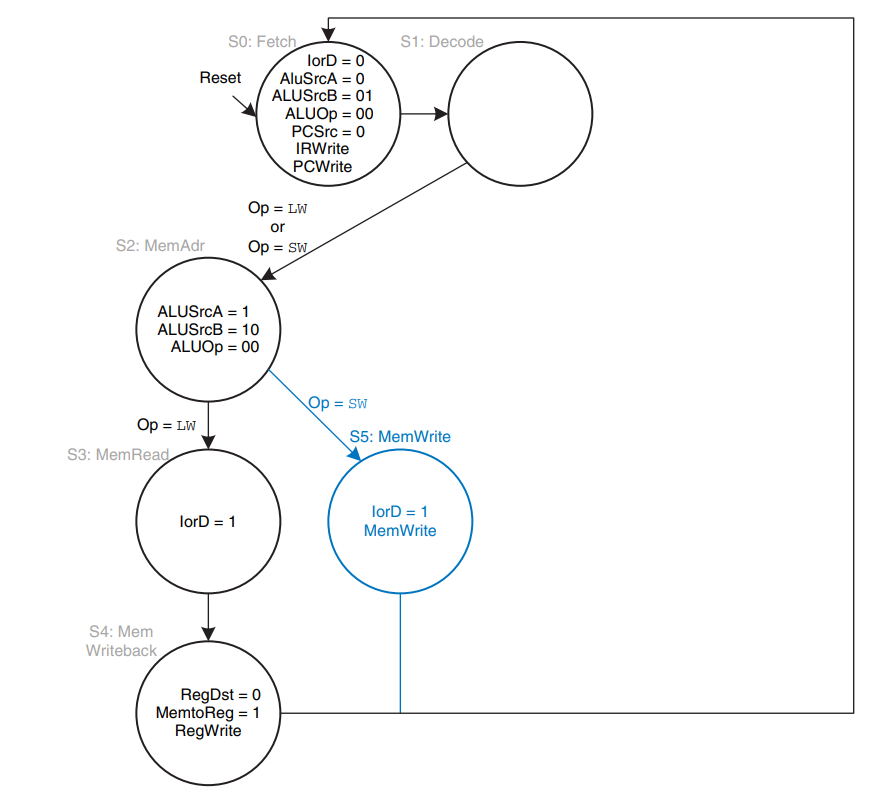 S0: Fetch
S1: Decode
Reset
IorD = 0
AluSrcA = 0
ALUSrcB = 01
ALUOp = 00
PCSrc = 0
IRWrite
PCWrite
Op = LW
or
Op = SW
S2: MemAdr
ALUSrcA = 1
ALUSrcB = 10
ALUOp = 00
Op = SW
Op = LW
S5: MemWrite
S3: MemRead
IorD = 1
IorD = 1
MemWrite
S4: Mem
Writeback
RegDst = 0
MemtoReg = 1
RegWrite